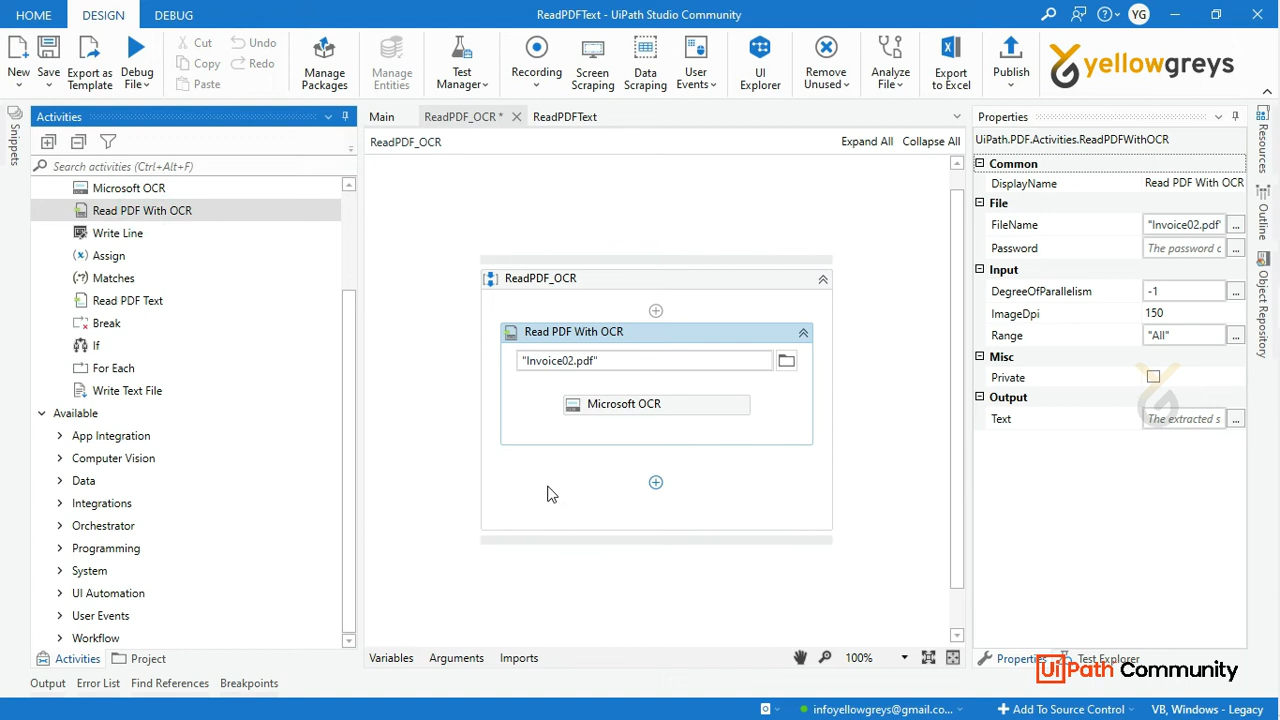 HOME DESIGN DEBUG ReadPDFText - UiPath Studio Community YG
New Save Export as Template Debug File Cut Copy Paste Undo Redo Manage Packages Manage Entities Test Manager Recording Screen Scraping Data Scraping User Events UI Explorer Remove Unused Analyze File Export to Excel Publish yellowgreys
Snippets
Activities
Search activities (Ctrl+Alt+F)
Microsoft OCR
Read PDF With OCR
Write Line
Assign
Matches
Read PDF Text
Break
If
For Each
Write Text File
Available
App Integration
Computer Vision
Data
Integrations
Orchestrator
Programming
System
UI Automation
User Events
Workflow
Activities Project
Main ReadPDF_OCR * ReadPDFText
ReadPDF_OCR Expand All Collapse All
ReadPDF_OCR
Read PDF With OCR
"Invoice02.pdf"
Microsoft OCR
Variables Arguments Imports 100%
Properties
UiPath.PDF.Activities.ReadPDFWithOCR
Common
DisplayName Read PDF With OCR
File
FileName "Invoice02.pdf" ...
Password The password c ...
Input
DegreeOfParallelism -1 ...
ImageDpi 150
Range "All" ...
Misc
Private
Output
Text The extracted s ...
Properties Test Explorer
UiPath Community
Resources
Outline
Object Repository
Output Error List Find References Breakpoints
infoyellowgreys@gmail.co... Add To Source Control VB, Windows - Legacy